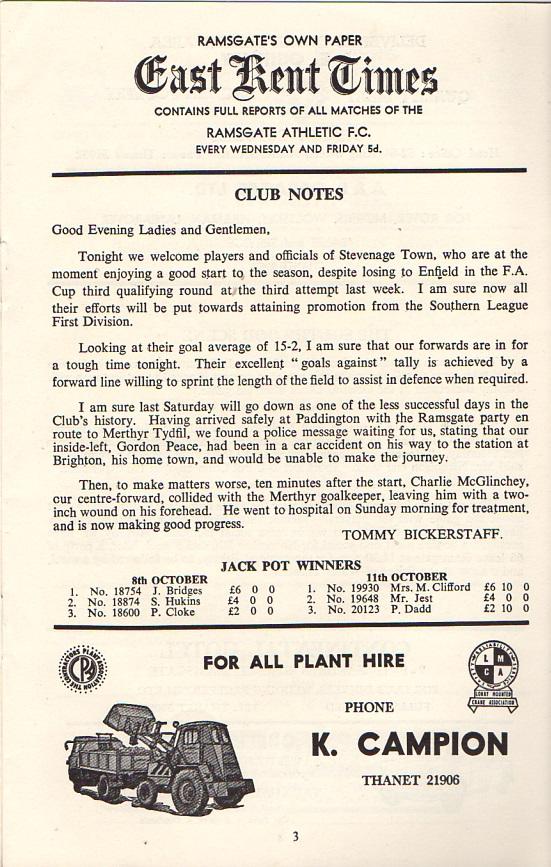 RAMSGATE'S OWN PAPER
East Kent Times
CONTAINS FULL REPORTS OF ALL MATCHES OF THE
RAMSGATE ATHLETIC F.C.
EVERY WEDNESDAY AND FRIDAY 5d.
CLUB NOTES
Good Evening Ladies and Gentlemen,
Tonight we welcome players and officials of Stevenage Town, who are at the
moment enjoying a good start to the season, despite losing to Enfield in the F.A.
Cup third qualifying round at the third attempt last week. I am sure now all
their efforts will be put towards attaining promotion from the Southern League
First Division.
Looking at their goal average of 15-2, I am sure that our forwards are in for
a tough time tonight. Their excellent "goals against" tally is achieved by a
forward line willing to sprint the length of the field to assist in defence when required.
I am sure last Saturday will go down as one of the less successful days in the
Club's history. Having arrived safely at Paddington with the Ramsgate party en
route to Merthyr Tydfil, we found a police message waiting for us, stating that our
inside-left, Gordon Peace, had been in a car accident on his way to the station at
Brighton, his home town, and would be unable to make the journey.
Then, to make matters worse, ten minutes after the start, Charlie McGlinchey,
our centre-forward, collided with the Merthyr goalkeeper, leaving him with a two-
inch wound on his forehead. He went to hospital on Sunday morning for treatment,
and is now making good progress.
TOMMY BICKERSTAFF.
JACK POT WINNERS
8th OCTOBER
1. No. 18754 J. Bridges £6 0 0
2. No. 18874 S. Hukins £4 0 0
3. No. 18600 P. Cloke £2 0 0
11th OCTOBER
1. No. 19930 Mrs. M. Clifford £6 10 0
2. No. 19648 Mr. Jest £4 0 0
3. No. 20123 P. Dadd £2 10 0
CPA
FOR ALL PLANT HIRE
LMCA
LORRY MOUNTED
CRANE ASSOCIATION
PHONE
K. CAMPION
THANET 21906
3